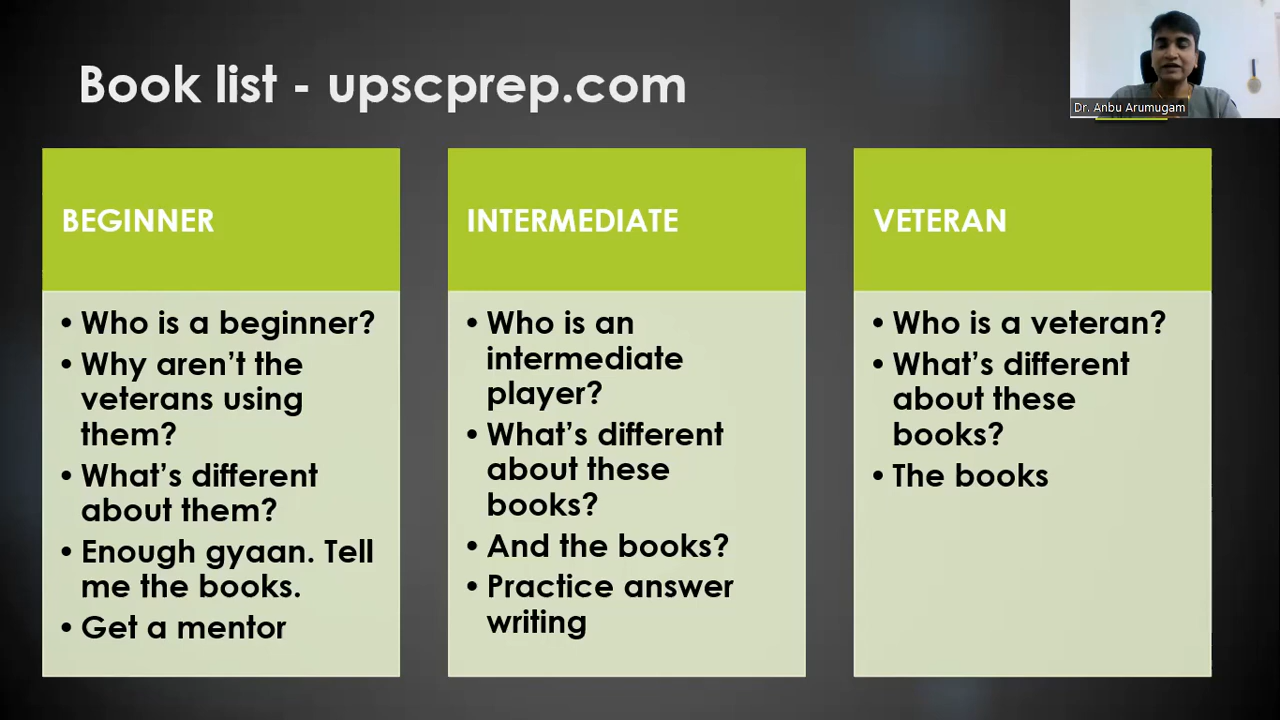 Book list - upscprep.com
Dr. Anbu Arumugam
BEGINNER
• Who is a beginner?
• Why aren’t the
veterans using
them?
• What’s different
about them?
• Enough gyaan. Tell
me the books.
• Get a mentor
INTERMEDIATE
• Who is an
intermediate
player?
• What’s different
about these
books?
• And the books?
• Practice answer
writing
VETERAN
• Who is a veteran?
• What’s different
about these
books?
• The books